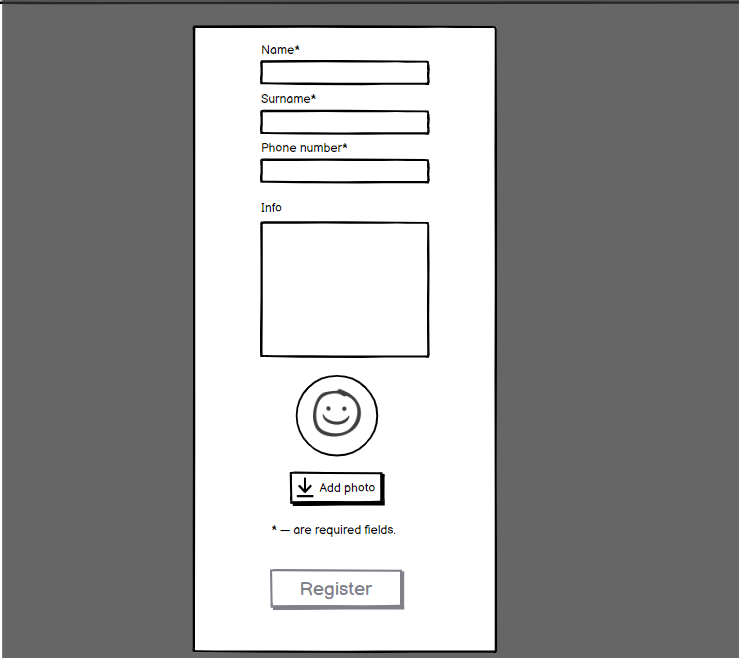 Name*
Surname*
Phone number*
Info
Add photo
* — are required fields.
Register